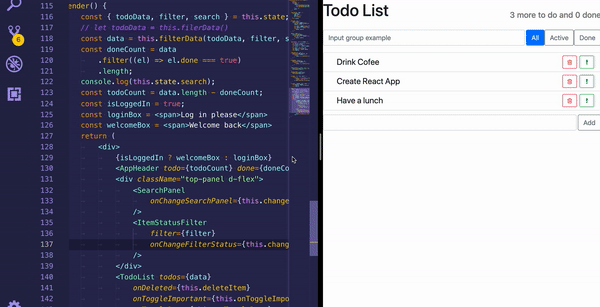 115 ender() {
116 const { todoData, filter, search } = this.state;
117 // let todoData = this.filerData()
118 const data = this.filterData(todoData, filter, s
119 const doneCount = data
120 .filter((el) => el.done === true)
121 .length;
122 console.log(this.state.search);
123 const todoCount = data.length - doneCount;
124 const isLoggedIn = true;
125 const loginBox = <span>Log in please</span>
126 const welcomeBox = <span>Welcome back</span>
127 return (
128 <div>
129 {isLoggedIn ? welcomeBox : loginBox}
130 <AppHeader todo={todoCount} done={doneCo
131 <div className="top-panel d-flex">
132 <SearchPanel
133 onChangeSearchPanel={this.change
134 />
135 <ItemStatusFilter
136 filter={filter}
137 onChangeFilterStatus={this.chang
138 />
139 </div>
140 <TodoList todos={data}
141 onDeleted={this.deleteItem}
142 onToggleImportant={this.onToggleImpo
6
Todo List
3 more to do and 0 done
Input group example
All
Active
Done
Drink Cofee
Create React App
Have a lunch
Add